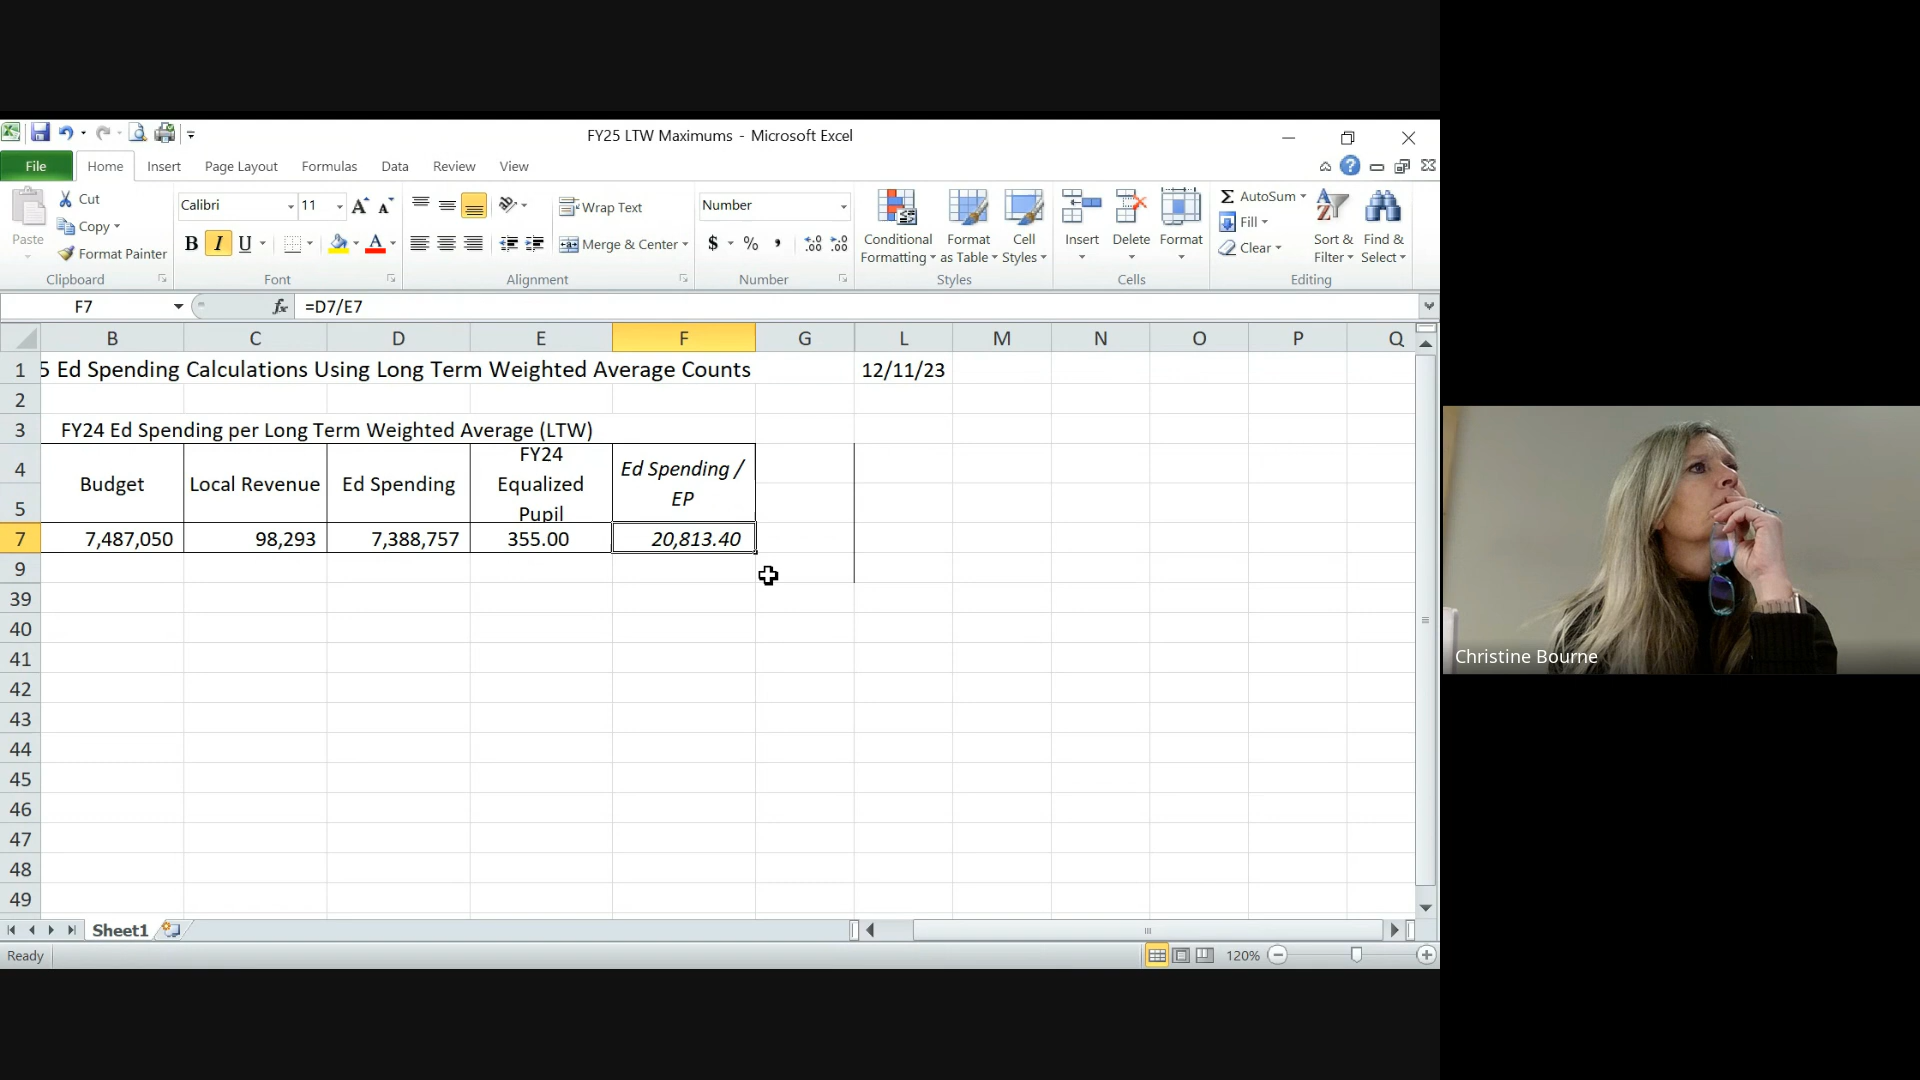 FY25 LTW Maximums - Microsoft Excel
File Home Insert Page Layout Formulas Data Review View
Paste
Cut
Copy
Format Painter
Clipboard
Calibri 11
B I U
Font
Wrap Text
Merge & Center
Alignment
Number
$ % ,
Number
Conditional Formatting
Format as Table
Cell Styles
Styles
Insert
Delete
Format
Cells
AutoSum
Fill
Clear
Sort & Filter
Find & Select
Editing
F7 fx =D7/E7
B C D E F G L M N O P Q
1 5 Ed Spending Calculations Using Long Term Weighted Average Counts 12/11/23
2
3 FY24 Ed Spending per Long Term Weighted Average (LTW)
4
5
Budget
Local Revenue
Ed Spending
FY24
Equalized
Pupil
Ed Spending /
EP
7 7,487,050 98,293 7,388,757 355.00 20,813.40
9
39
40
41
42
43
44
45
46
47
48
49
Sheet1
Ready 120%
Christine Bourne